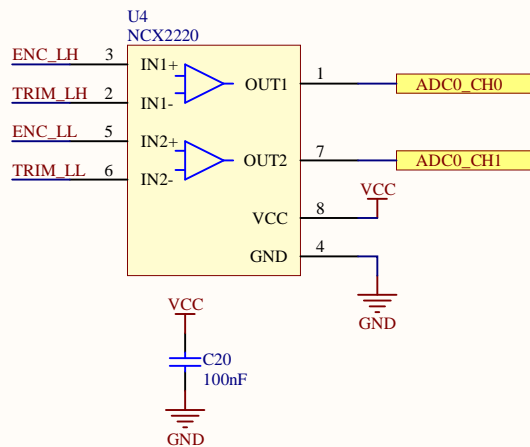 U4
NCX2220
ENC_LH 3 IN1+
OUT1 1 ADC0_CH0
TRIM_LH 2 IN1-
ENC_LL 5 IN2+
OUT2 7 ADC0_CH1
TRIM_LL 6 IN2-
VCC
VCC 8
GND 4
GND
VCC
C20
100nF
GND